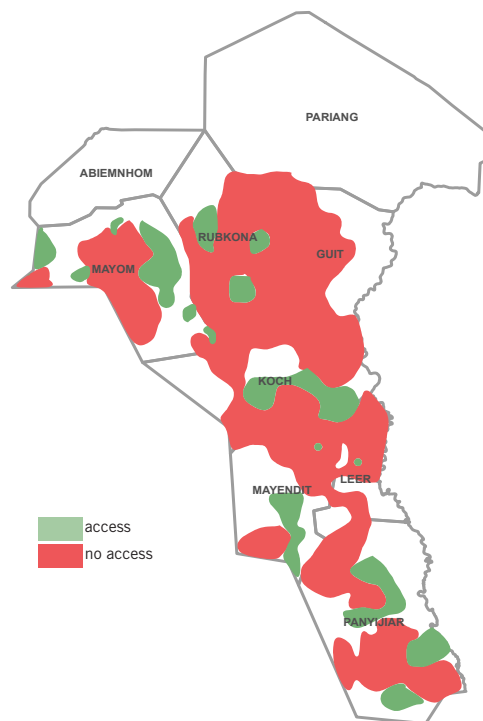 PARIANG
ABIEMNHOM
RUBKONA
GUIT
MAYOM
KOCH
LEER
MAYENDIT
access
no access
PANYIJIAR